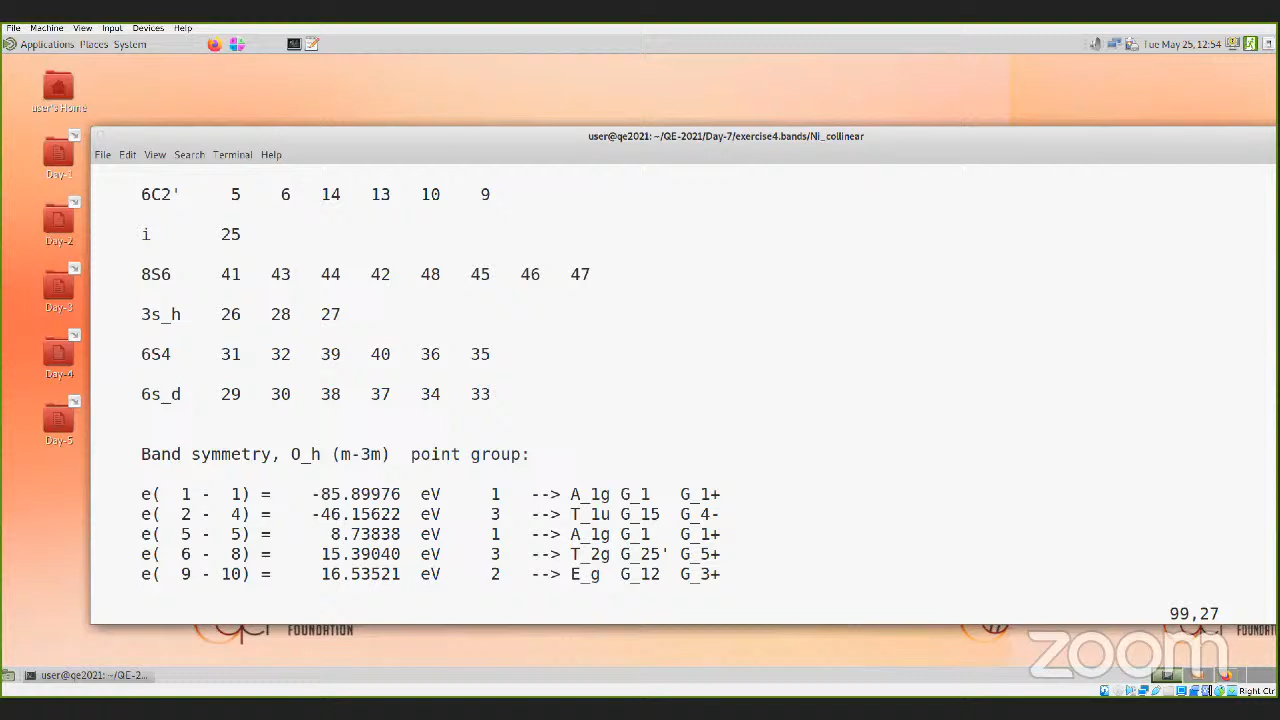 File Machine View Input Devices Help
Applications Places System
Tue May 25, 12:54
user's Home
Day-1
Day-2
Day-3
Day-4
Day-5
user@qe2021: ~/QE-2021/Day-7/exercise4.bands/Ni_collinear
File Edit View Search Terminal Help
6C2' 5 6 14 13 10 9
i 25
8S6 41 43 44 42 48 45 46 47
3s_h 26 28 27
6S4 31 32 39 40 36 35
6s_d 29 30 38 37 34 33
Band symmetry, O_h (m-3m) point group:
e( 1 - 1) = -85.89976 eV 1 --> A_1g G_1 G_1+
e( 2 - 4) = -46.15622 eV 3 --> T_1u G_15 G_4-
e( 5 - 5) = 8.73838 eV 1 --> A_1g G_1 G_1+
e( 6 - 8) = 15.39040 eV 3 --> T_2g G_25' G_5+
e( 9 - 10) = 16.53521 eV 2 --> E_g G_12 G_3+
99,27
FOUNDATION
zoom
user@qe2021: ~/QE-2...
Right Ctr